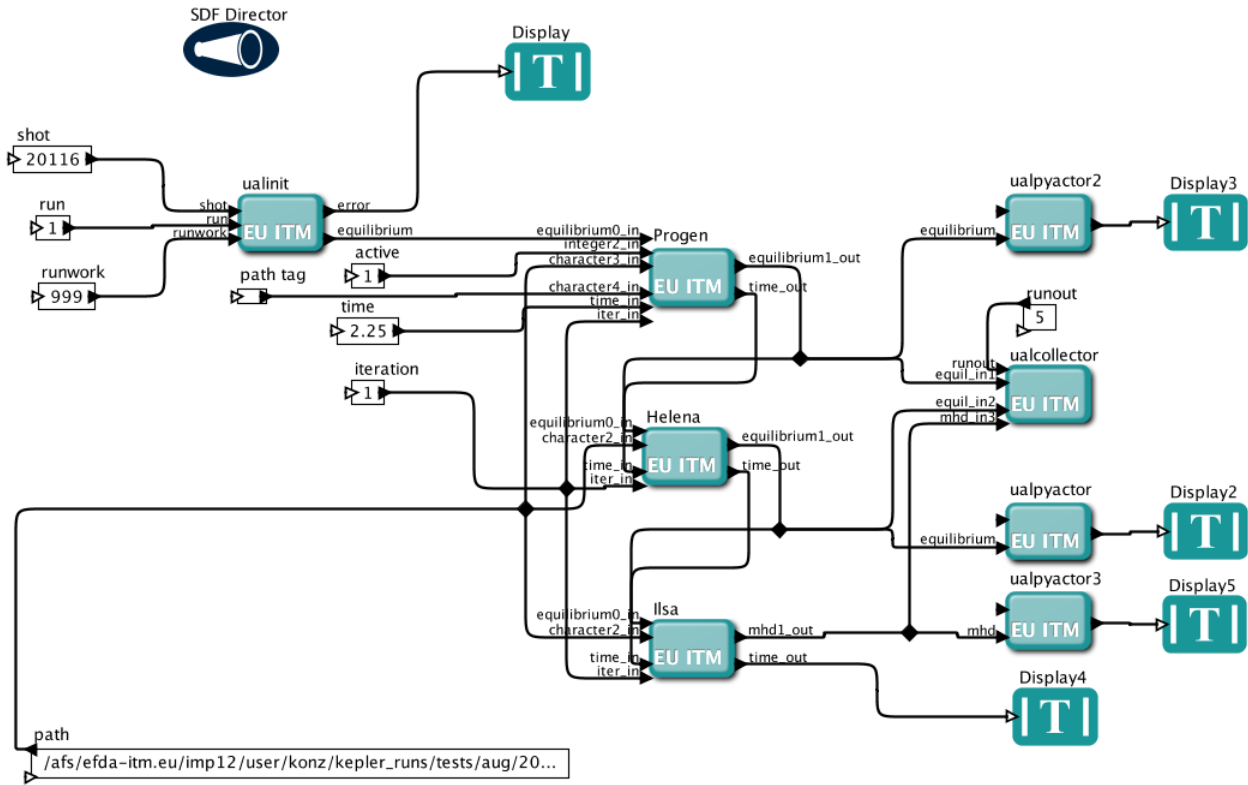 SDF Director
Display
T
shot
20116
ualinit
ualpyactor2
Display3
run
shot
error
T
1
run
EU ITM
equilibrium
equilibrium0_in
Progen
equilibrium
EU ITM
runwork
integer2_in
runwork
active
character3_in
equilibrium1_out
999
path tag
1
EU ITM
character4_in
time_out
runout
time
time_in
2.25
iter_in
5
ualcollector
runout
iteration
equil_in1
1
equil_in2
EU ITM
equilibrium0_in
Helena
mhd_in3
character2_in
equilibrium1_out
time_in
EU ITM
time_out
iter_in
ualpyactor
Display2
equilibrium
EU ITM
T
ualpyactor3
Display5
equilibrium0_in
Ilsa
character2_in
mhd1_out
mhd
EU ITM
T
time_in
EU ITM
time_out
iter_in
Display4
T
path
/afs/efda-itm.eu/imp12/user/konz/kepler_runs/tests/aug/20...